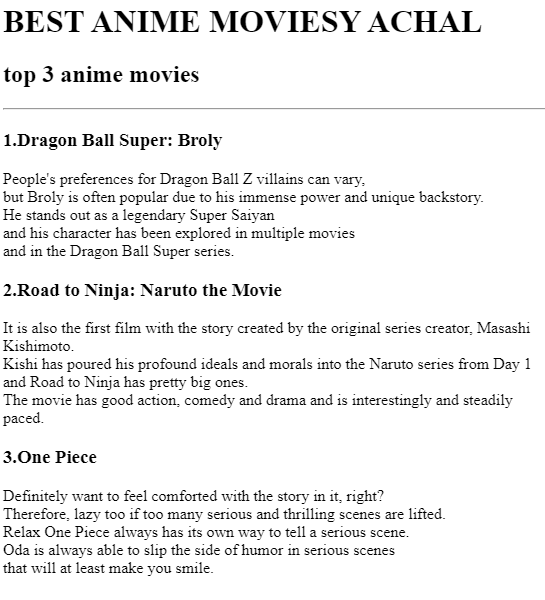 BEST ANIME MOVIESY ACHAL
top 3 anime movies
1.Dragon Ball Super: Broly
People's preferences for Dragon Ball Z villains can vary,
but Broly is often popular due to his immense power and unique backstory.
He stands out as a legendary Super Saiyan
and his character has been explored in multiple movies
and in the Dragon Ball Super series.
2.Road to Ninja: Naruto the Movie
It is also the first film with the story created by the original series creator, Masashi
Kishimoto.
Kishi has poured his profound ideals and morals into the Naruto series from Day 1
and Road to Ninja has pretty big ones.
The movie has good action, comedy and drama and is interestingly and steadily
paced.
3.One Piece
Definitely want to feel comforted with the story in it, right?
Therefore, lazy too if too many serious and thrilling scenes are lifted.
Relax One Piece always has its own way to tell a serious scene.
Oda is always able to slip the side of humor in serious scenes
that will at least make you smile.